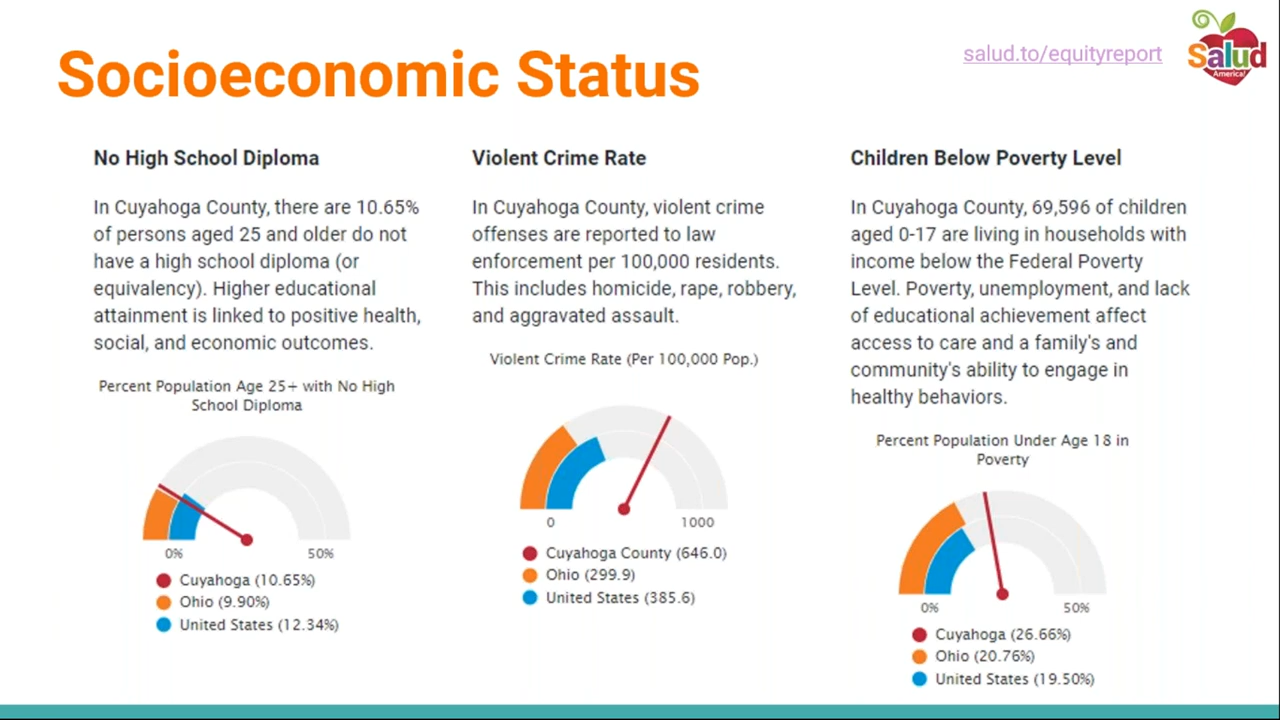 Socioeconomic Status
salud.to/equityreport
Salud
America!
No High School Diploma
In Cuyahoga County, there are 10.65%
of persons aged 25 and older do not
have a high school diploma (or
equivalency). Higher educational
attainment is linked to positive health,
social, and economic outcomes.
Percent Population Age 25+ with No High
School Diploma
0%
50%
Cuyahoga (10.65%)
Ohio (9.90%)
United States (12.34%)
Violent Crime Rate
In Cuyahoga County, violent crime
offenses are reported to law
enforcement per 100,000 residents.
This includes homicide, rape, robbery,
and aggravated assault.
Violent Crime Rate (Per 100,000 Pop.)
0
1000
Cuyahoga County (646.0)
Ohio (299.9)
United States (385.6)
Children Below Poverty Level
In Cuyahoga County, 69,596 of children
aged 0-17 are living in households with
income below the Federal Poverty
Level. Poverty, unemployment, and lack
of educational achievement affect
access to care and a family's and
community's ability to engage in
healthy behaviors.
Percent Population Under Age 18 in
Poverty
0%
50%
Cuyahoga (26.66%)
Ohio (20.76%)
United States (19.50%)